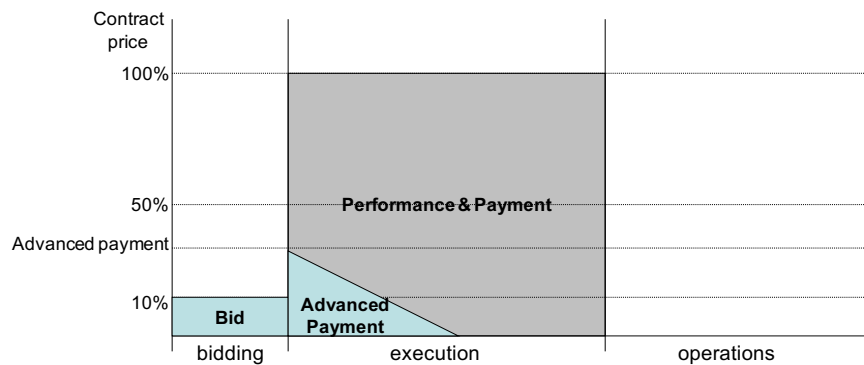 Contract
price
100%
50%
Performance & Payment
Advanced payment
10%
Bid
Advanced
Payment
bidding
execution
operations